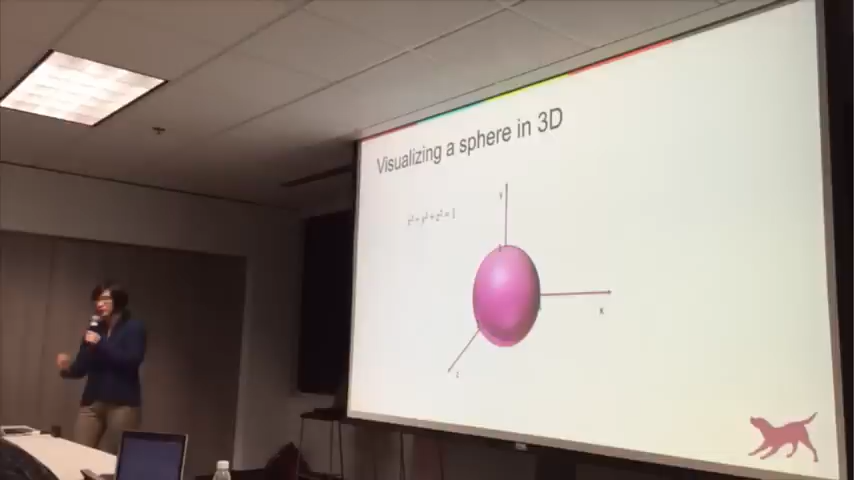 Visualizing a sphere in 3D
x² + y² + z² = 1
y
x
z